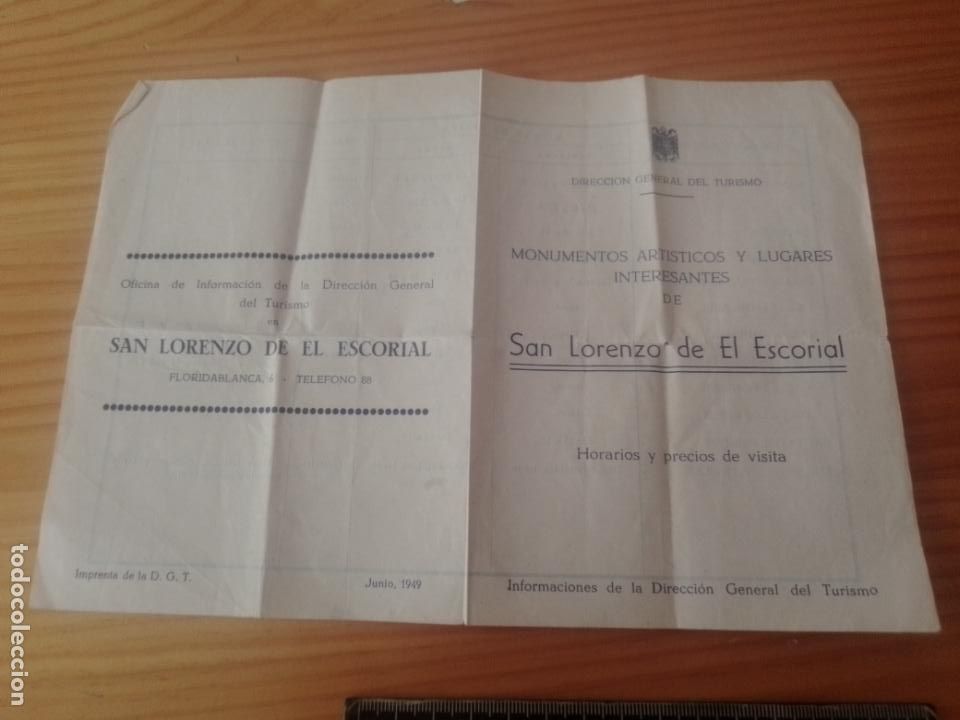 Oficina de Información de la Dirección General
del Turismo
en
SAN LORENZO DE EL ESCORIAL
FLORIDABLANCA, 6 - TELEFONO 88
Imprenta de la D. G. T.
Junio, 1949
DIRECCION GENERAL DEL TURISMO
MONUMENTOS ARTISTICOS Y LUGARES
INTERESANTES
DE
San Lorenzo de El Escorial
Horarios y precios de visita
Informaciones de la Dirección General del Turismo
todocoleccion